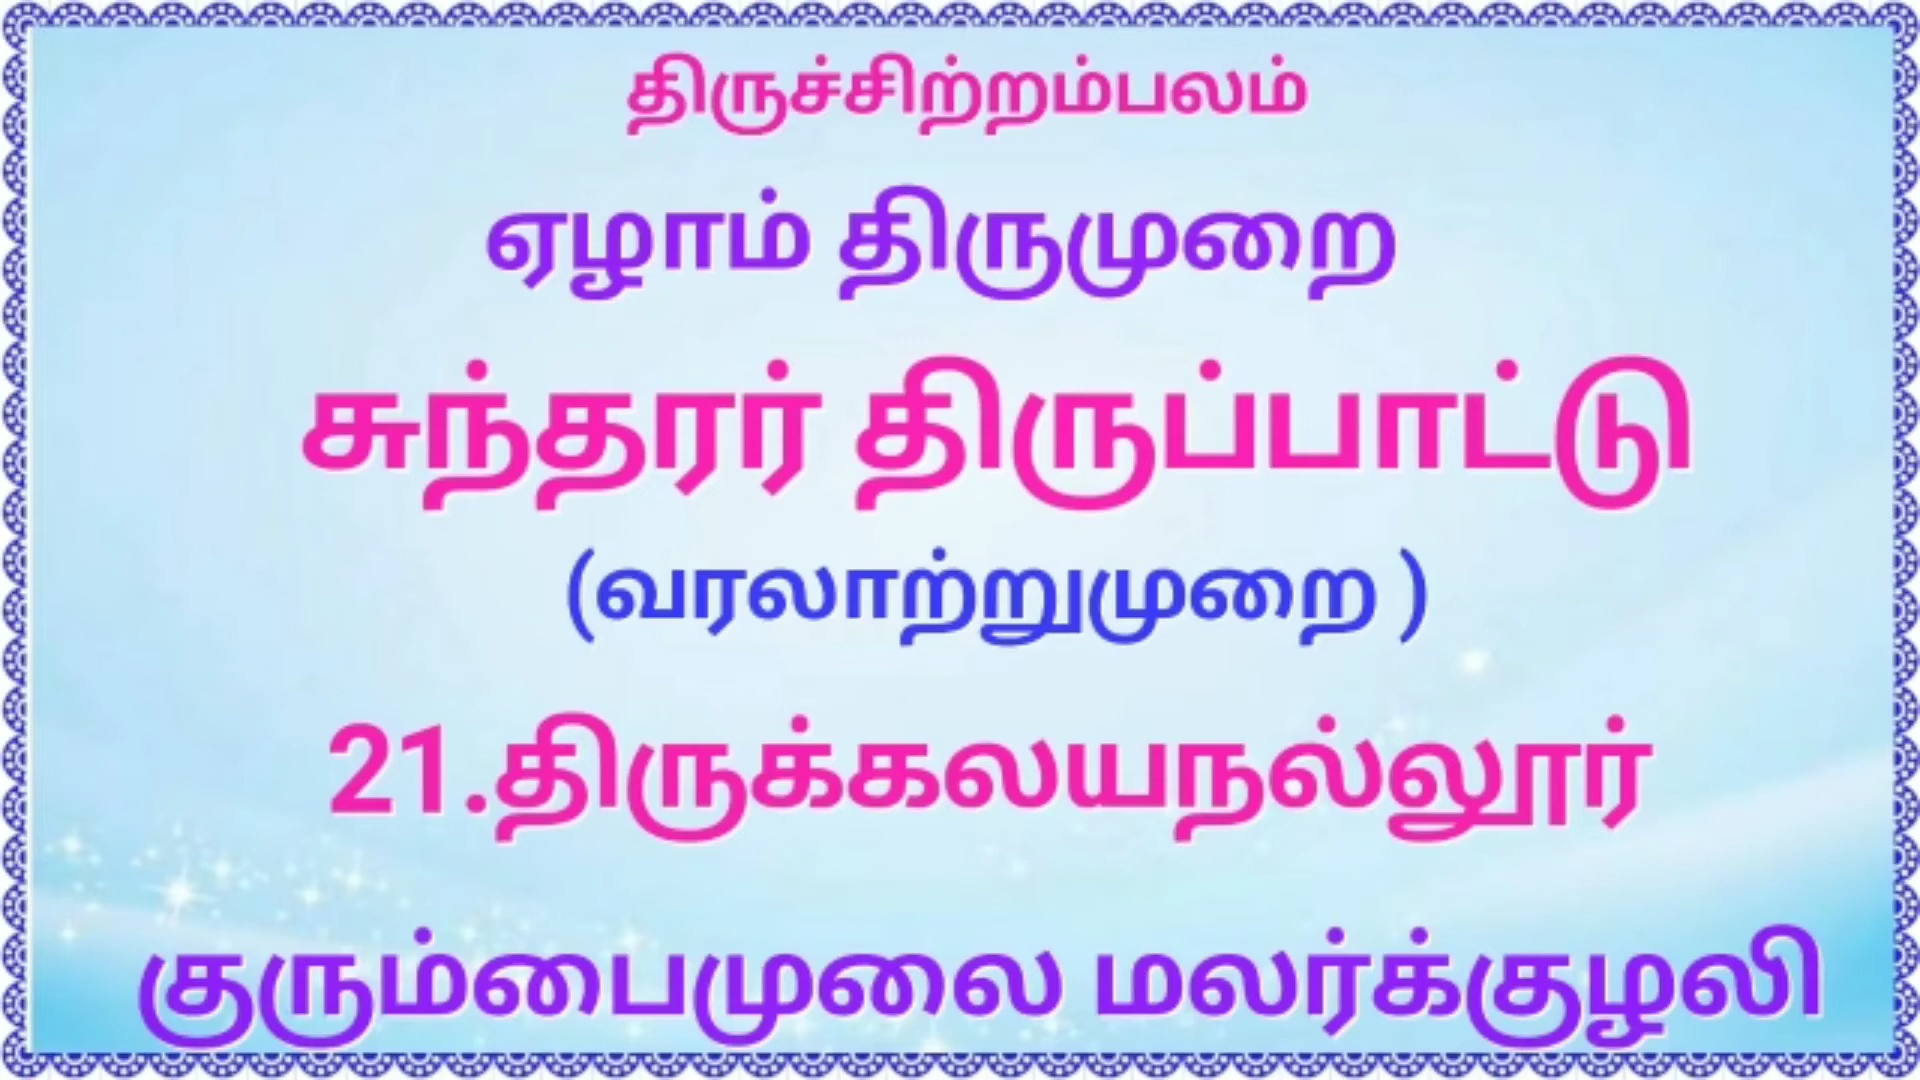 திருச்சிற்றம்பலம்
ஏழாம் திருமுறை
சுந்தரர் திருப்பாட்டு
(வரலாற்றுமுறை )
21.திருக்கலயநல்லூர்
குரும்பைமுலை மலர்க்குழலி